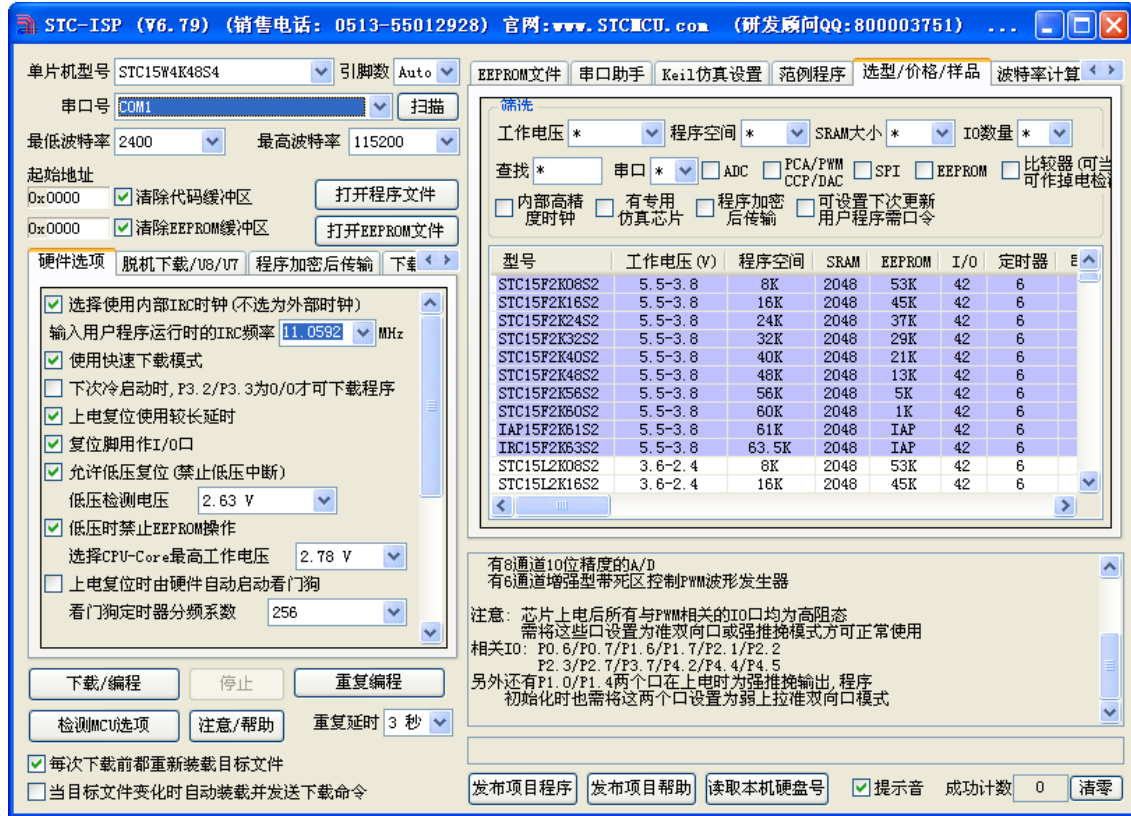 STC-ISP (V6.79) (销售电话: 0513-55012928) 官网:www.STCMCU.com (研发顾问QQ:800003751) ...
单片机型号 STC15W4K48S4 引脚数 Auto
串口号 COM1 扫描
最低波特率 2400 最高波特率 115200
起始地址
0x0000 清除代码缓冲区 打开程序文件
0x0000 清除EEPROM缓冲区 打开EEPROM文件
硬件选项 脱机下载/U8/U7 程序加密后传输
选择使用内部IRC时钟(不选为外部时钟)
输入用户程序运行时的IRC频率 11.0592 MHz
使用快速下载模式
下次冷启动时,P3.2/P3.3为0/0才可下载程序
上电复位使用较长延时
复位脚用作I/O口
允许低压复位(禁止低压中断)
低压检测电压 2.63 V
低压时禁止EEPROM操作
选择CPU-Core最高工作电压 2.78 V
上电复位时由硬件自动启动看门狗
看门狗定时器分频系数 256
下载/编程 停止 重复编程
检测MCU选项 注意/帮助 重复延时 3 秒
每次下载前都重新装载目标文件
当目标文件变化时自动装载并发送下载命令
EEPROM文件 串口助手 Keil仿真设置 范例程序 选型/价格/样品 波特率计算
筛选
工作电压 * 程序空间 * SRAM大小 * IO数量 *
查找 * 串口 * ADC PCA/PWM CCP/DAC SPI EEPROM 比较器(可当 可作掉电检
内部高精度时钟 有专用仿真芯片 程序加密后传输 可设置下次更新用户程序需口令
型号 工作电压(V) 程序空间 SRAM EEPROM I/O 定时器
STC15F2K08S2 5.5-3.8 8K 2048 53K 42 6
STC15F2K16S2 5.5-3.8 16K 2048 45K 42 6
STC15F2K24S2 5.5-3.8 24K 2048 37K 42 6
STC15F2K32S2 5.5-3.8 32K 2048 29K 42 6
STC15F2K40S2 5.5-3.8 40K 2048 21K 42 6
STC15F2K48S2 5.5-3.8 48K 2048 13K 42 6
STC15F2K56S2 5.5-3.8 56K 2048 5K 42 6
STC15F2K60S2 5.5-3.8 60K 2048 1K 42 6
IAP15F2K61S2 5.5-3.8 61K 2048 IAP 42 6
IRC15F2K63S2 5.5-3.8 63.5K 2048 IAP 42 6
STC15L2K08S2 3.6-2.4 8K 2048 53K 42 6
STC15L2K16S2 3.6-2.4 16K 2048 45K 42 6
有8通道10位精度的A/D
有6通道增强型带死区控制PWM波形发生器
注意: 芯片上电后所有与PWM相关的IO口均为高阻态
需将这些口设置为准双向口或强推挽模式方可正常使用
相关IO: P0.6/P0.7/P1.6/P1.7/P2.1/P2.2
P2.3/P2.7/P3.7/P4.2/P4.4/P4.5
另外还有P1.0/P1.4两个口在上电时为强推挽输出,程序
初始化时也需将这两个口设置为弱上拉准双向口模式
发布项目程序 发布项目帮助 读取本机硬盘号 提示音 成功计数 0 清零